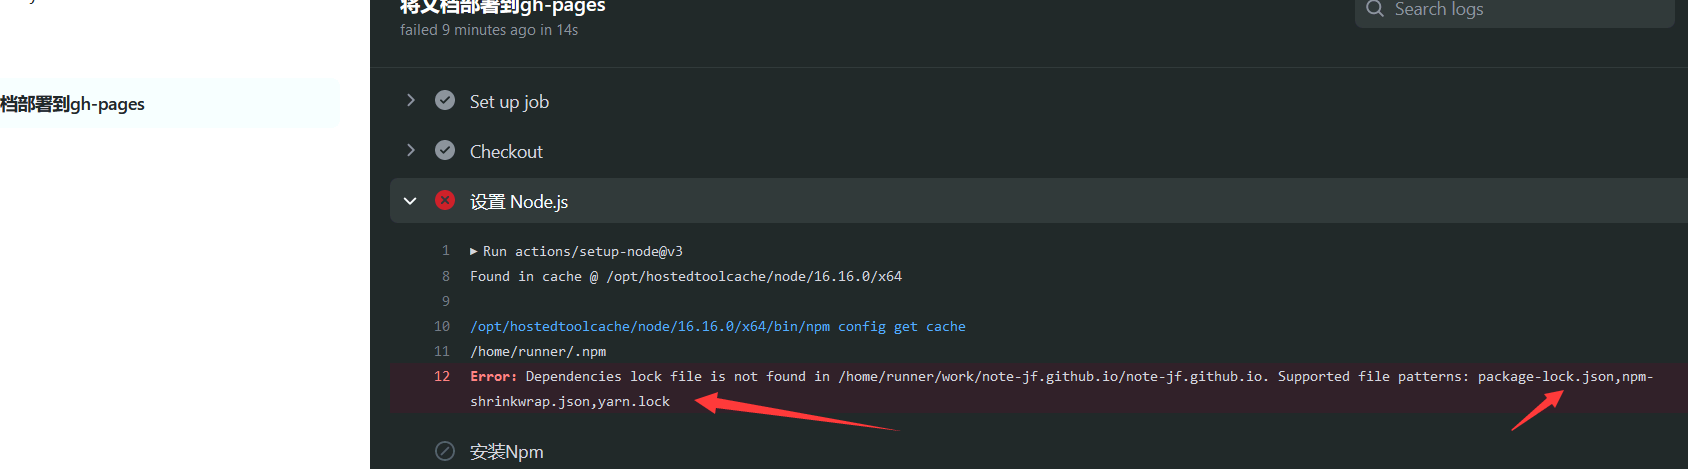 将文档部署到gh-pages
failed 9 minutes ago in 14s
Search logs
档部署到gh-pages
Set up job
Checkout
设置 Node.js
1 Run actions/setup-node@v3
8 Found in cache @ /opt/hostedtoolcache/node/16.16.0/x64
9
10 /opt/hostedtoolcache/node/16.16.0/x64/bin/npm config get cache
11 /home/runner/.npm
12 Error: Dependencies lock file is not found in /home/runner/work/note-jf.github.io/note-jf.github.io. Supported file patterns: package-lock.json,npm-
shrinkwrap.json,yarn.lock
安装Npm